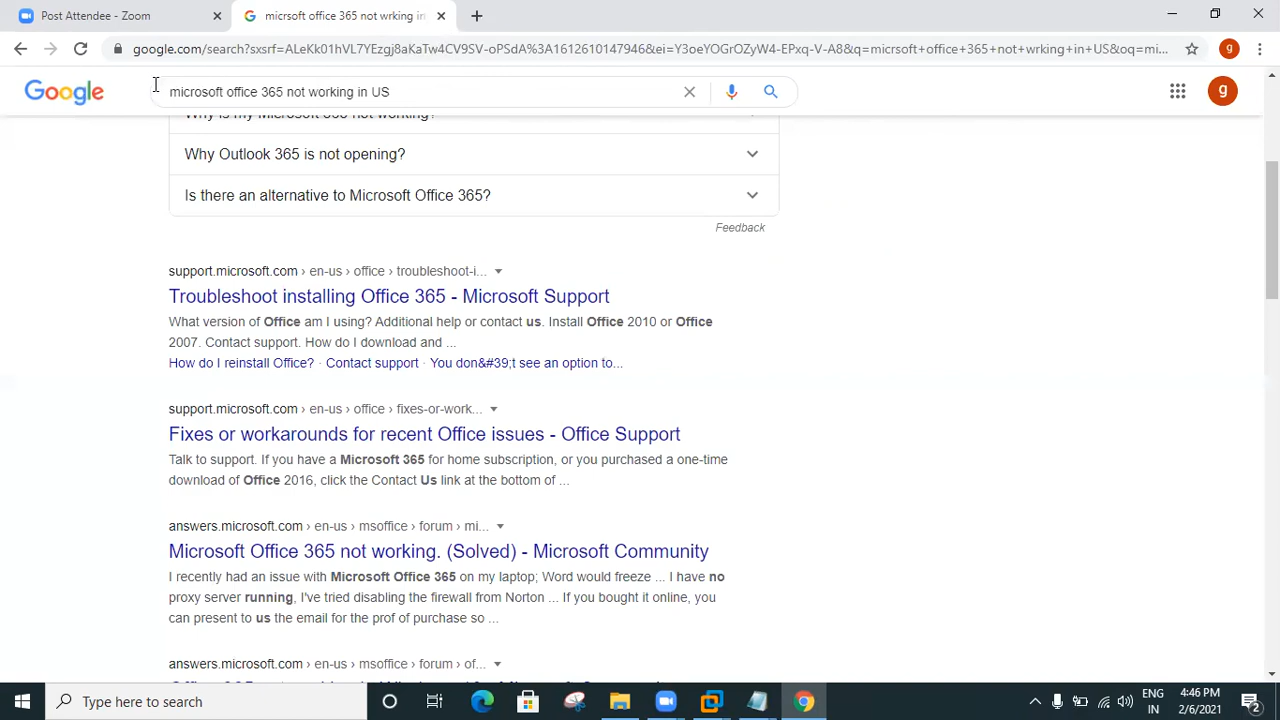 Post Attendee - Zoom
micrsoft office 365 not wrking in
google.com/search?sxsrf=ALeKk01hVL7YEzgj8aKaTw4CV9SV-oPSdA%3A1612610147946&ei=Y3oeYOGrOZyW4-EPxq-V-A8&q=micrsoft+office+365+not+wrking+in+US&oq=mi...
g
Google
microsoft office 365 not working in US
g
Why is my Microsoft 365 not working?
Why Outlook 365 is not opening?
Is there an alternative to Microsoft Office 365?
Feedback
support.microsoft.com › en-us › office › troubleshoot-i...
Troubleshoot installing Office 365 - Microsoft Support
What version of Office am I using? Additional help or contact us. Install Office 2010 or Office
2007. Contact support. How do I download and ...
How do I reinstall Office? · Contact support · You don&#39;t see an option to...
support.microsoft.com › en-us › office › fixes-or-work...
Fixes or workarounds for recent Office issues - Office Support
Talk to support. If you have a Microsoft 365 for home subscription, or you purchased a one-time
download of Office 2016, click the Contact Us link at the bottom of ...
answers.microsoft.com › en-us › msoffice › forum › mi...
Microsoft Office 365 not working. (Solved) - Microsoft Community
I recently had an issue with Microsoft Office 365 on my laptop; Word would freeze ... I have no
proxy server running, I've tried disabling the firewall from Norton ... If you bought it online, you
can present to us the email for the prof of purchase so ...
answers.microsoft.com › en-us › msoffice › forum › of...
Type here to search
ENG
IN
4:46 PM
2/6/2021
2